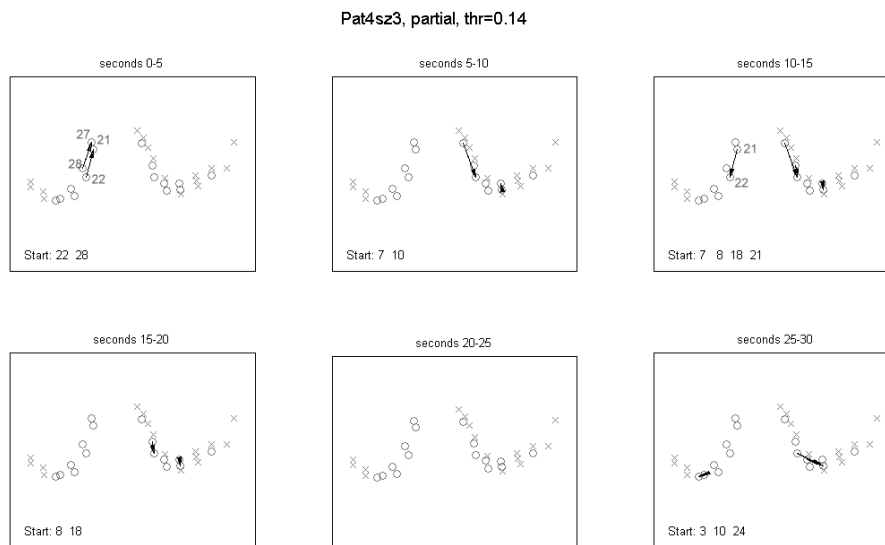 Pat4sz3, partial, thr=0.14
seconds 0-5
27 21
28
22
Start: 22 28
seconds 5-10
Start: 7 10
seconds 10-15
21
22
Start: 7 8 18 21
seconds 15-20
Start: 8 18
seconds 20-25
seconds 25-30
Start: 3 10 24